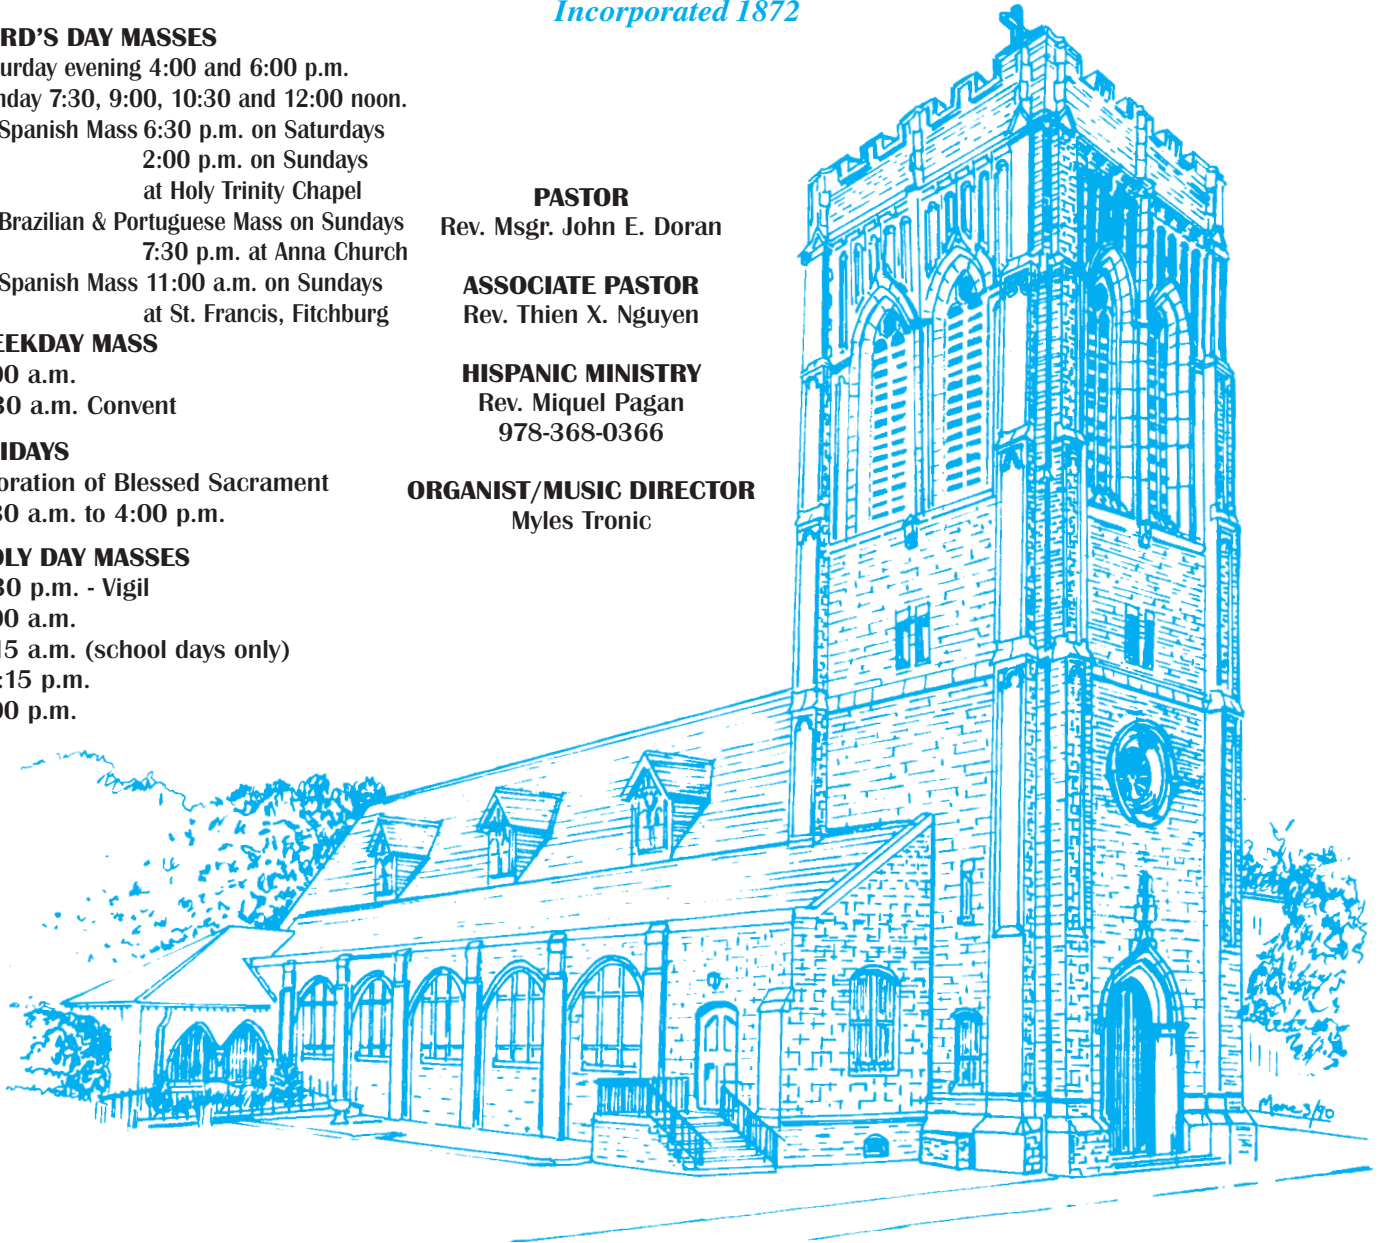 Incorporated 1872
RD'S DAY MASSES
urday evening 4:00 and 6:00 p.m.
nday 7:30, 9:00, 10:30 and 12:00 noon.
Spanish Mass 6:30 p.m. on Saturdays
2:00 p.m. on Sundays
at Holy Trinity Chapel
Brazilian & Portuguese Mass on Sundays
7:30 p.m. at Anna Church
Spanish Mass 11:00 a.m. on Sundays
at St. Francis, Fitchburg
EEKDAY MASS
00 a.m.
30 a.m. Convent
IDAYS
oration of Blessed Sacrament
30 a.m. to 4:00 p.m.
OLY DAY MASSES
30 p.m. - Vigil
00 a.m.
15 a.m. (school days only)
:15 p.m.
00 p.m.
PASTOR
Rev. Msgr. John E. Doran
ASSOCIATE PASTOR
Rev. Thien X. Nguyen
HISPANIC MINISTRY
Rev. Miquel Pagan
978-368-0366
ORGANIST/MUSIC DIRECTOR
Myles Tronic